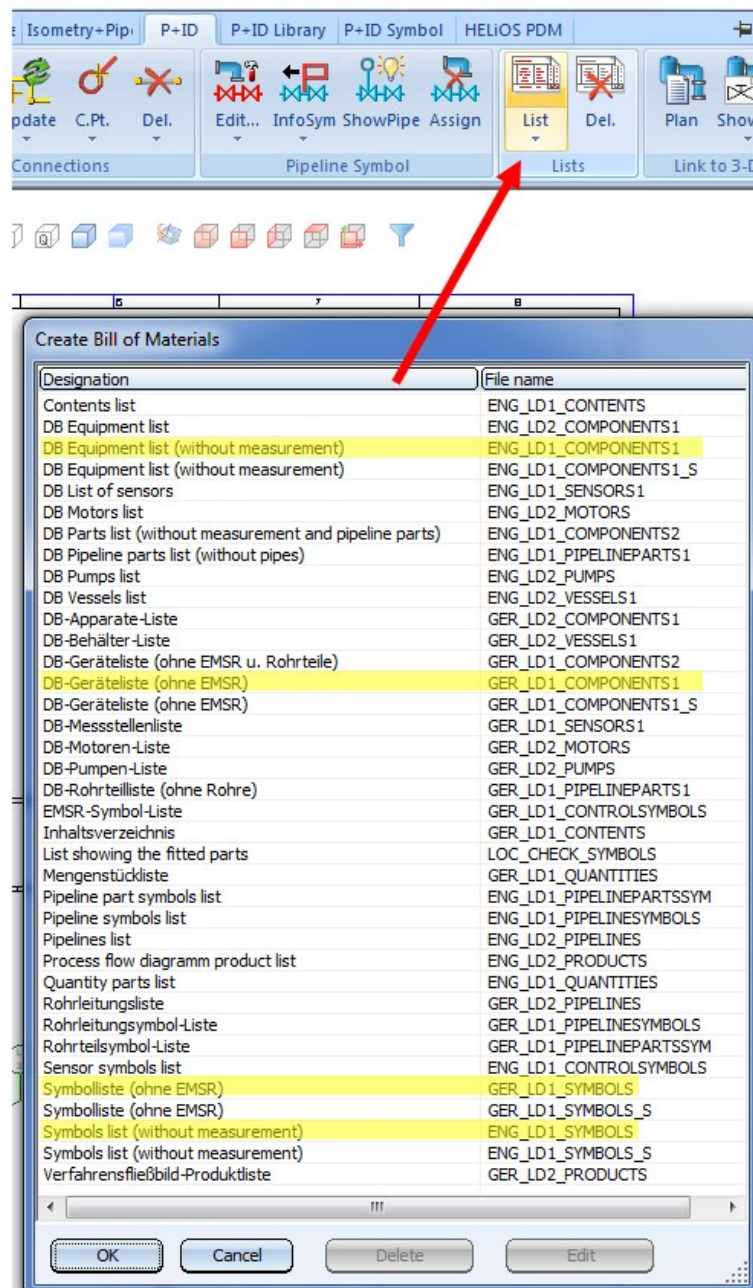 Isometry+Pip P+ID P+ID Library P+ID Symbol HELiOS PDM
pdate C.Pt. Del. Edit... InfoSym ShowPipe Assign List Del. Plan Show
Connections Pipeline Symbol Lists Link to 3-D
Q
6 7 8
Create Bill of Materials
Designation File name
Contents list ENG_LD1_CONTENTS
DB Equipment list ENG_LD2_COMPONENTS1
DB Equipment list (without measurement) ENG_LD1_COMPONENTS1
DB Equipment list (without measurement) ENG_LD1_COMPONENTS1_S
DB List of sensors ENG_LD1_SENSORS1
DB Motors list ENG_LD2_MOTORS
DB Parts list (without measurement and pipeline parts) ENG_LD1_COMPONENTS2
DB Pipeline parts list (without pipes) ENG_LD1_PIPELINEPARTS1
DB Pumps list ENG_LD2_PUMPS
DB Vessels list ENG_LD2_VESSELS1
DB-Apparate-Liste GER_LD2_COMPONENTS1
DB-Behälter-Liste GER_LD2_VESSELS1
DB-Geräteliste (ohne EMSR u. Rohrteile) GER_LD1_COMPONENTS2
DB-Geräteliste (ohne EMSR) GER_LD1_COMPONENTS1
DB-Geräteliste (ohne EMSR) GER_LD1_COMPONENTS1_S
DB-Messstellenliste GER_LD1_SENSORS1
DB-Motoren-Liste GER_LD2_MOTORS
DB-Pumpen-Liste GER_LD2_PUMPS
DB-Rohrteilliste (ohne Rohre) GER_LD1_PIPELINEPARTS1
EMSR-Symbol-Liste GER_LD1_CONTROLSYMBOLS
Inhaltsverzeichnis GER_LD1_CONTENTS
List showing the fitted parts LOC_CHECK_SYMBOLS
Mengenstückliste GER_LD1_QUANTITIES
Pipeline part symbols list ENG_LD1_PIPELINEPARTSSYM
Pipeline symbols list ENG_LD1_PIPELINESYMBOLS
Pipelines list ENG_LD2_PIPELINES
Process flow diagramm product list ENG_LD2_PRODUCTS
Quantity parts list ENG_LD1_QUANTITIES
Rohrleitungsliste GER_LD2_PIPELINES
Rohrleitungsymbol-Liste GER_LD1_PIPELINESYMBOLS
Rohrteilsymbol-Liste GER_LD1_PIPELINEPARTSSYM
Sensor symbols list ENG_LD1_CONTROLSYMBOLS
Symbolliste (ohne EMSR) GER_LD1_SYMBOLS
Symbolliste (ohne EMSR) GER_LD1_SYMBOLS_S
Symbols list (without measurement) ENG_LD1_SYMBOLS
Symbols list (without measurement) ENG_LD1_SYMBOLS_S
Verfahrensfließbild-Produktliste GER_LD2_PRODUCTS
OK Cancel Delete Edit